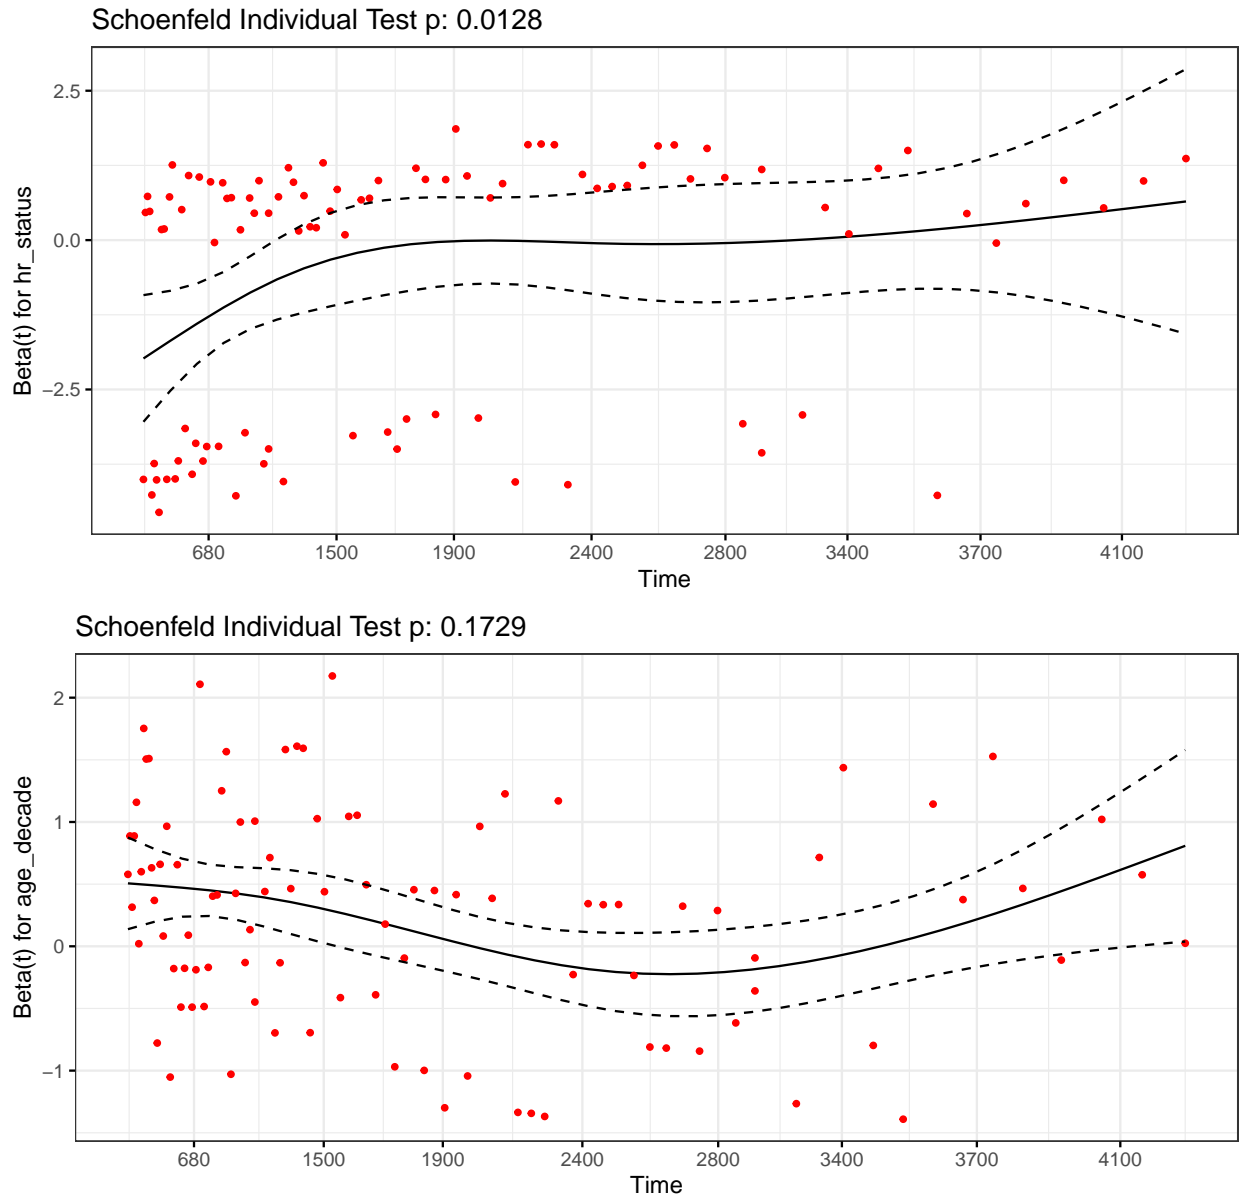 Schoenfeld Individual Test p: 0.0128
2.5
0.0
−2.5
Beta(t) for hr_status
680 1500 1900 2400 2800 3400 3700 4100
Time
Schoenfeld Individual Test p: 0.1729
2
1
0
−1
Beta(t) for age_decade
680 1500 1900 2400 2800 3400 3700 4100
Time